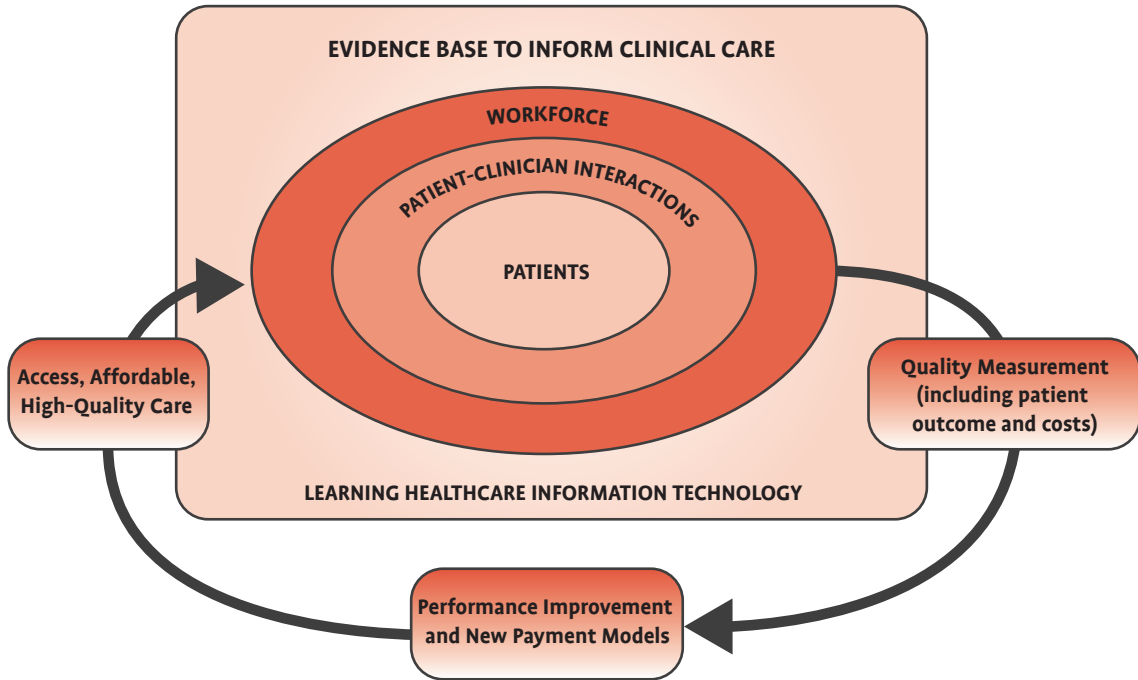 EVIDENCE BASE TO INFORM CLINICAL CARE
WORKFORCE
PATIENT-CLINICIAN INTERACTIONS
PATIENTS
Access, Affordable,
High-Quality Care
Quality Measurement
(including patient
outcome and costs)
LEARNING HEALTHCARE INFORMATION TECHNOLOGY
Performance Improvement
and New Payment Models